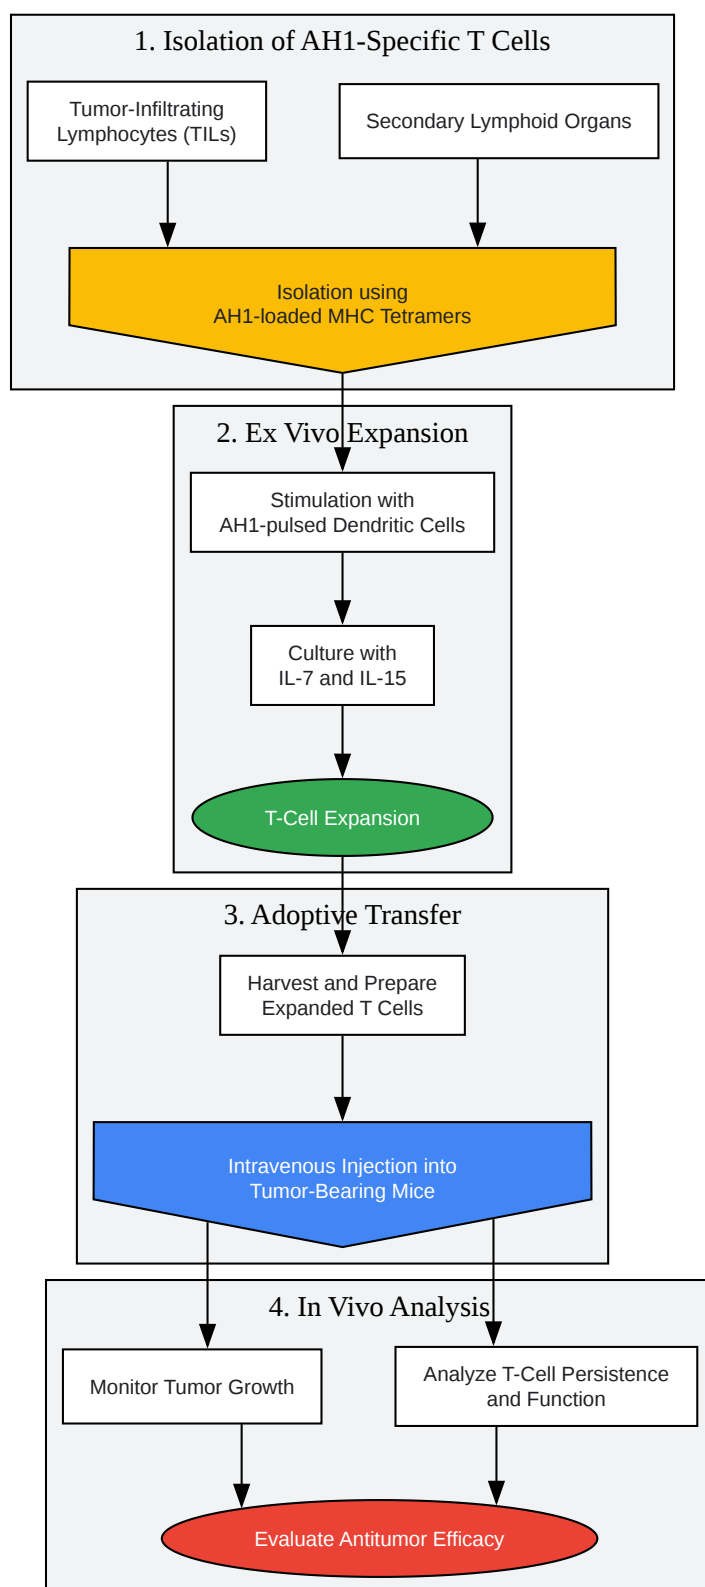 1. Isolation of AH1-Specific T Cells
Tumor-Infiltrating
Lymphocytes (TILs)
Secondary Lymphoid Organs
Isolation using
AH1-loaded MHC Tetramers
2. Ex Vivo Expansion
Stimulation with
AH1-pulsed Dendritic Cells
Culture with
IL-7 and IL-15
T-Cell Expansion
3. Adoptive Transfer
Harvest and Prepare
Expanded T Cells
Intravenous Injection into
Tumor-Bearing Mice
4. In Vivo Analysis
Monitor Tumor Growth
Analyze T-Cell Persistence
and Function
Evaluate Antitumor Efficacy